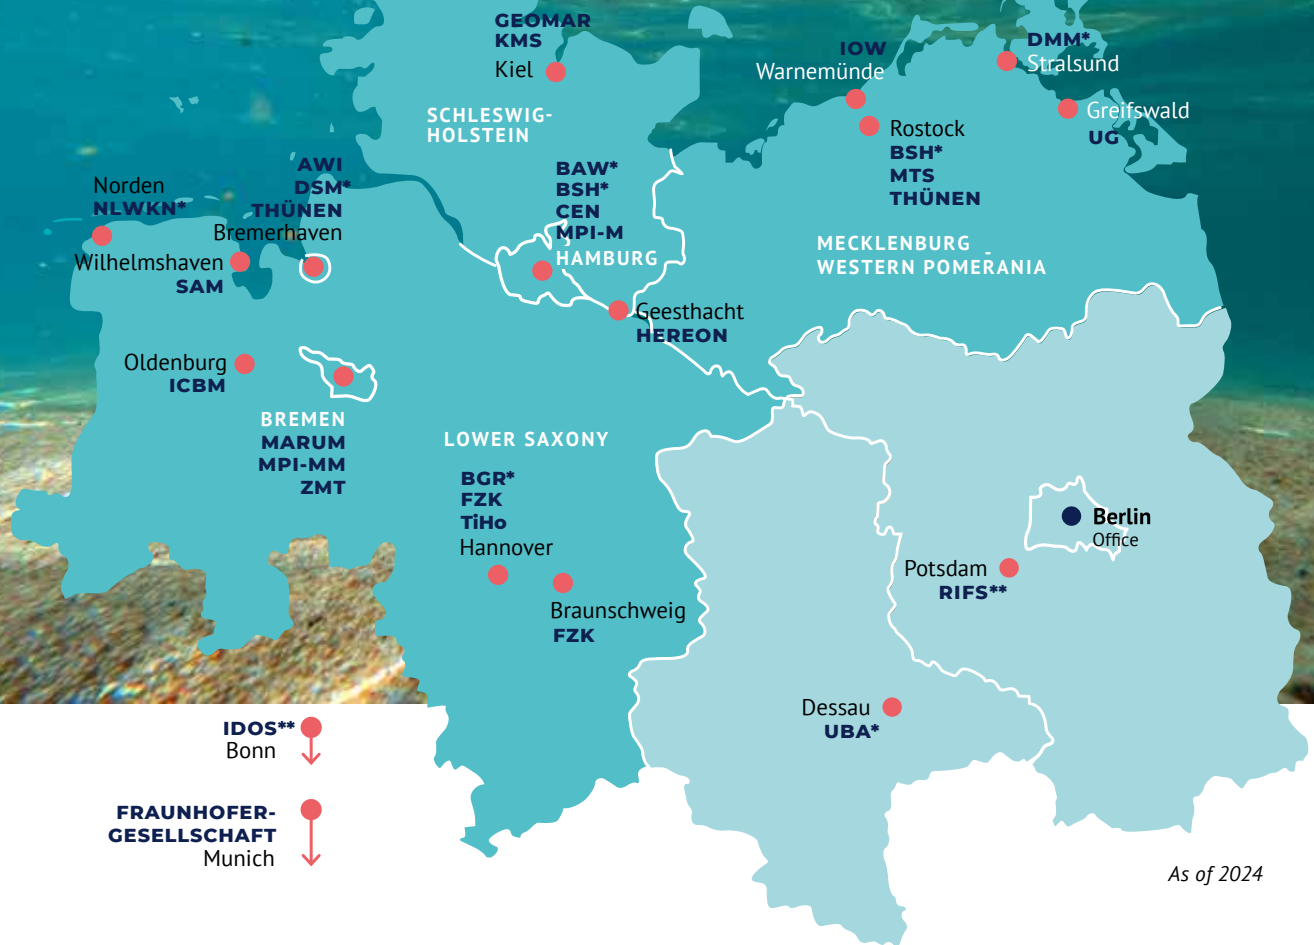 GEOMAR
KMS
Kiel
SCHLESWIG-
HOLSTEIN
IOW
Warnemünde
DMM*
Stralsund
Greifswald
UG
Rostock
BSH*
MTS
THÜNEN
AWI
DSM*
THÜNEN
Bremerhaven
Norden
NLWKN*
Wilhelmshaven
SAM
BAW*
BSH*
CEN
MPI-M
HAMBURG
MECKLENBURG -
WESTERN POMERANIA
Geesthacht
HEREON
Oldenburg
ICBM
BREMEN
MARUM
MPI-MM
ZMT
LOWER SAXONY
BGR*
FZK
TiHo
Hannover
Braunschweig
FZK
Berlin
Office
Potsdam
RIFS**
Dessau
UBA*
IDOS**
Bonn
FRAUNHOFER-
GESELLSCHAFT
Munich
As of 2024